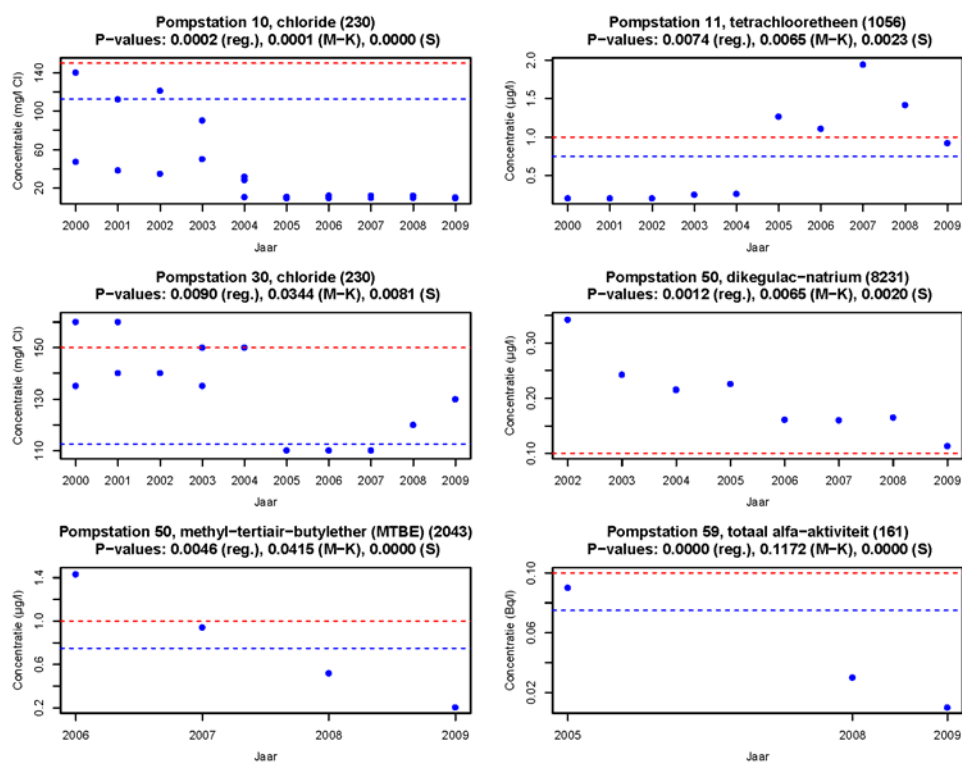 Pompstation 10, chloride (230)
P-values: 0.0002 (reg.), 0.0001 (M-K), 0.0000 (S)
Concentratie (mg/l Cl)
140
100
60
20
2000 2001 2002 2003 2004 2005 2006 2007 2008 2009
Jaar
Pompstation 11, tetrachlooretheen (1056)
P-values: 0.0074 (reg.), 0.0065 (M-K), 0.0023 (S)
Concentratie (µg/l)
2.0
1.5
1.0
0.5
2000 2001 2002 2003 2004 2005 2006 2007 2008 2009
Jaar
Pompstation 30, chloride (230)
P-values: 0.0090 (reg.), 0.0344 (M-K), 0.0081 (S)
Concentratie (mg/l Cl)
150
130
110
2000 2001 2002 2003 2004 2005 2006 2007 2008 2009
Jaar
Pompstation 50, dikegulac-natrium (8231)
P-values: 0.0012 (reg.), 0.0065 (M-K), 0.0020 (S)
Concentratie (µg/l)
0.30
0.20
0.10
2002 2003 2004 2005 2006 2007 2008 2009
Jaar
Pompstation 50, methyl-tertiair-butylether (MTBE) (2043)
P-values: 0.0046 (reg.), 0.0415 (M-K), 0.0000 (S)
Concentratie (µg/l)
1.4
1.0
0.6
0.2
2006 2007 2008 2009
Jaar
Pompstation 59, totaal alfa-aktiviteit (161)
P-values: 0.0000 (reg.), 0.1172 (M-K), 0.0000 (S)
Concentratie (Bq/l)
0.10
0.06
0.02
2005 2008 2009
Jaar